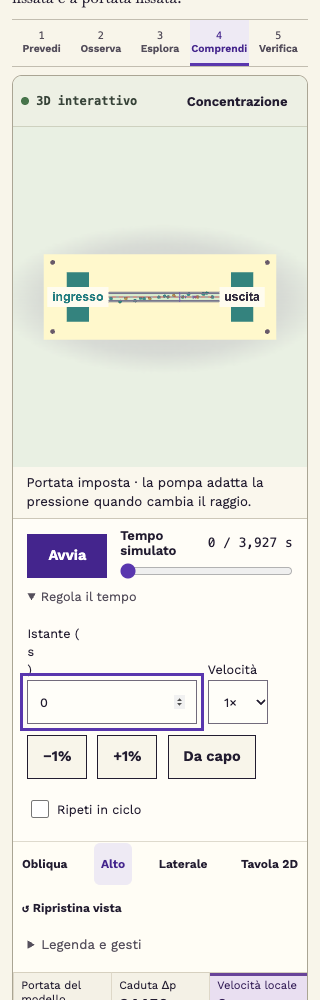 1 2 3 4 5
Prevedi Osserva Esplora Comprendi Verifica
3D interattivo Concentrazione
ingresso uscita
Portata imposta · la pompa adatta la
pressione quando cambia il raggio.
Avvia
Tempo
simulato
0 / 3,927 s
▼ Regola il tempo
Istante (
s
)
Velocità
0
1×
−1% +1% Da capo
Ripeti in ciclo
Obliqua Alto Laterale Tavola 2D
↺ Ripristina vista
▶ Legenda e gesti
Portata del Caduta Δp Velocità locale
modello